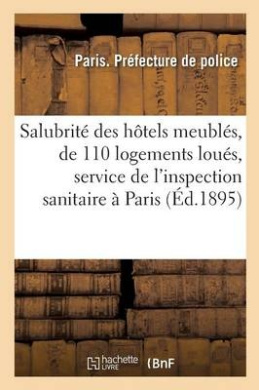 Paris. Préfecture de police
Salubrité des hôtels meublés,
de 110 logements loués, service
de l'inspection
sanitaire à Paris (Éd.1895)
hachette
LIVRE
{BnF